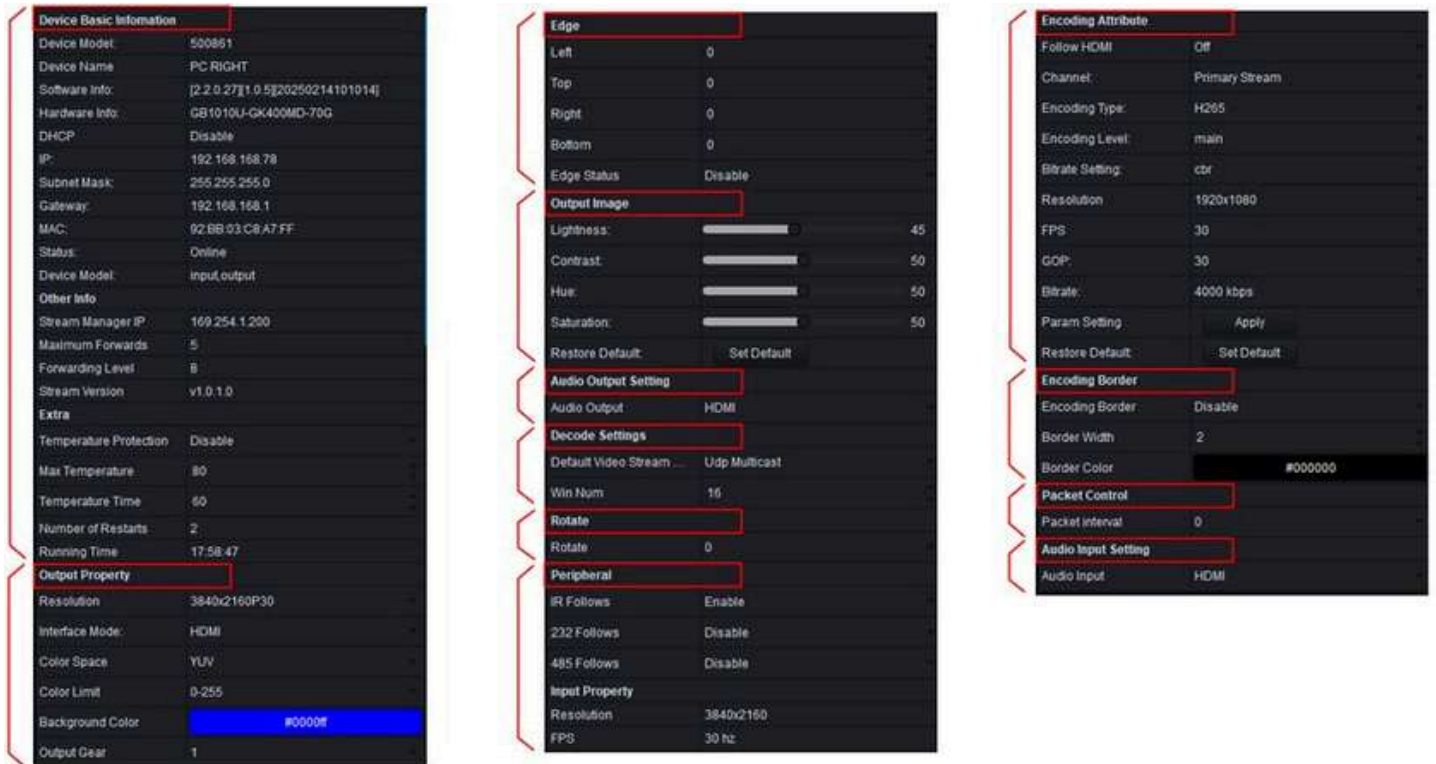 Device Basic Infomation
Device Model: 500861
Device Name PC RIGHT
Software Info: [2.2.0.27][1.0.5][20250214101014]
Hardware Info: GB1010U-GK400MD-70G
DHCP Disable
IP: 192.168.168.78
Subnet Mask: 255.255.255.0
Gateway: 192.168.168.1
MAC: 92:BB:03:C8:A7:FF
Status: Online
Device Model: input,output
Other Info
Stream Manager IP 169.254.1.200
Maximum Forwards 5
Forwarding Level 8
Stream Version v1.0.1.0
Extra
Temperature Protection Disable
Max Temperature 80
Temperature Time 60
Number of Restarts 2
Running Time 17:58:47
Output Property
Resolution 3840x2160P30
Interface Mode: HDMI
Color Space YUV
Color Limit 0-255
Background Color #0000ff
Output Gear 1
Edge
Left 0
Top 0
Right 0
Bottom 0
Edge Status Disable
Output Image
Lightness: 45
Contrast: 50
Hue: 50
Saturation: 50
Restore Default: Set Default
Audio Output Setting
Audio Output HDMI
Decode Settings
Default Video Stream ... Udp Multicast
Win Num 16
Rotate
Rotate 0
Peripheral
IR Follows Enable
232 Follows Disable
485 Follows Disable
Input Property
Resolution 3840x2160
FPS 30 hz
Encoding Attribute
Follow HDMI Off
Channel: Primary Stream
Encoding Type: H265
Encoding Level: main
Bitrate Setting: cbr
Resolution 1920x1080
FPS 30
GOP: 30
Bitrate: 4000 kbps
Param Setting Apply
Restore Default: Set Default
Encoding Border
Encoding Border Disable
Border Width 2
Border Color #000000
Packet Control
Packet interval 0
Audio Input Setting
Audio Input HDMI